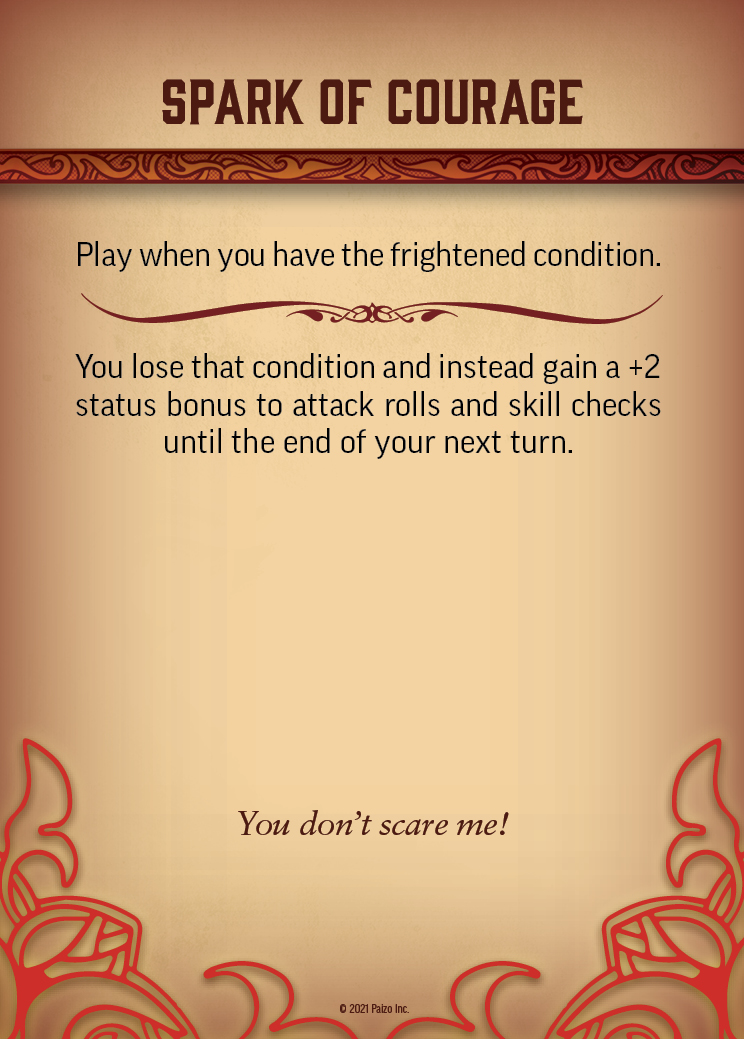 SPARK OF COURAGE
Play when you have the frightened condition.
You lose that condition and instead gain a +2
status bonus to attack rolls and skill checks
until the end of your next turn.
You don't scare me!
© 2021 Paizo Inc.